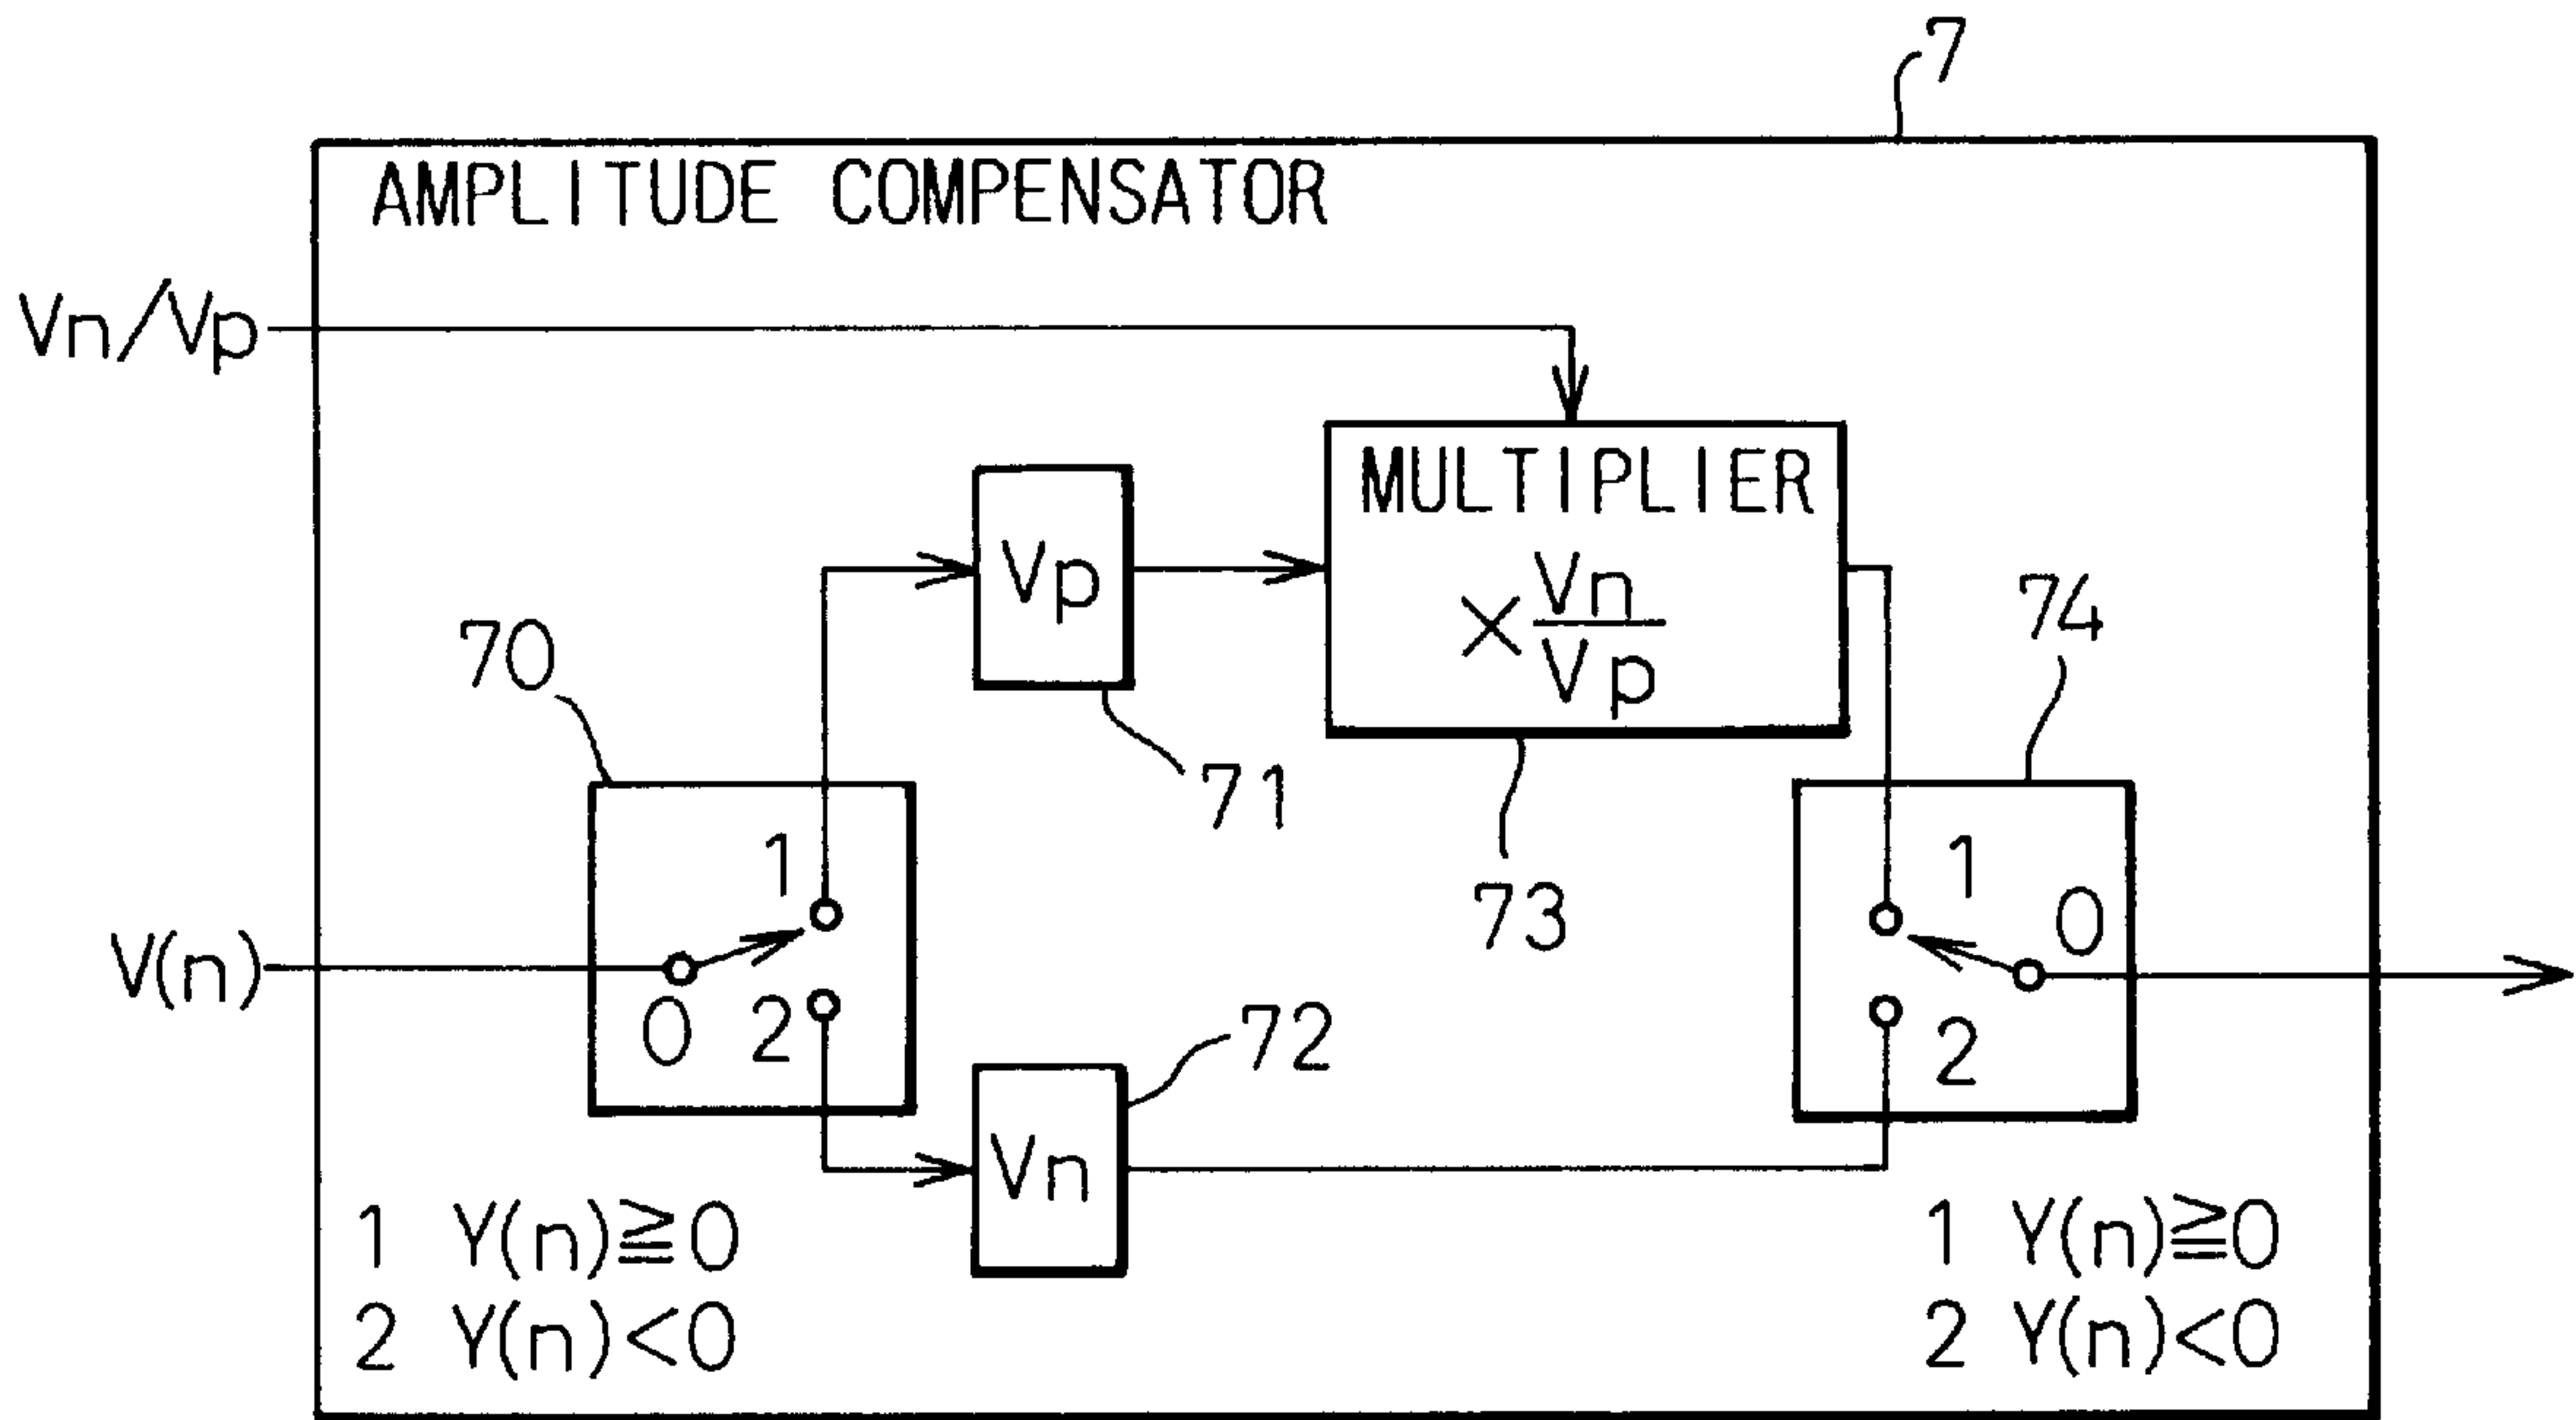 7
AMPLITUDE COMPENSATOR
Vn/Vp
MULTIPLIER
× Vn
Vp
Vp
70
71
73
74
1
0
2
V(n)
1
0
2
72
Vn
1 Y(n)≧0
2 Y(n)<0
1 Y(n)≧0
2 Y(n)<0